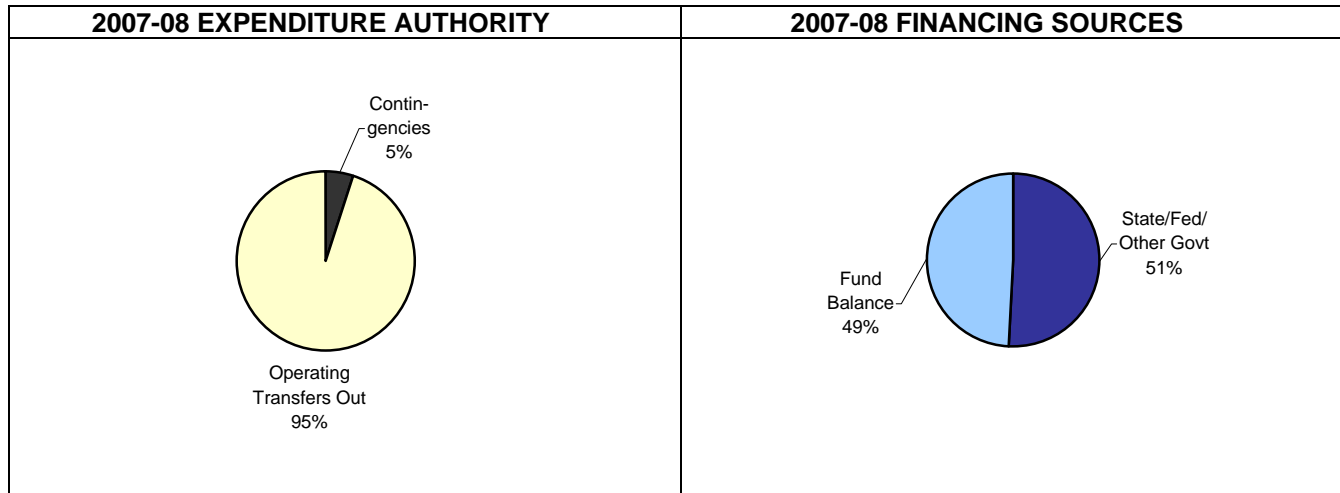 2007-08 EXPENDITURE AUTHORITY
Contin-
gencies
5%
Operating
Transfers Out
95%
2007-08 FINANCING SOURCES
State/Fed/
Other Govt
51%
Fund
Balance
49%